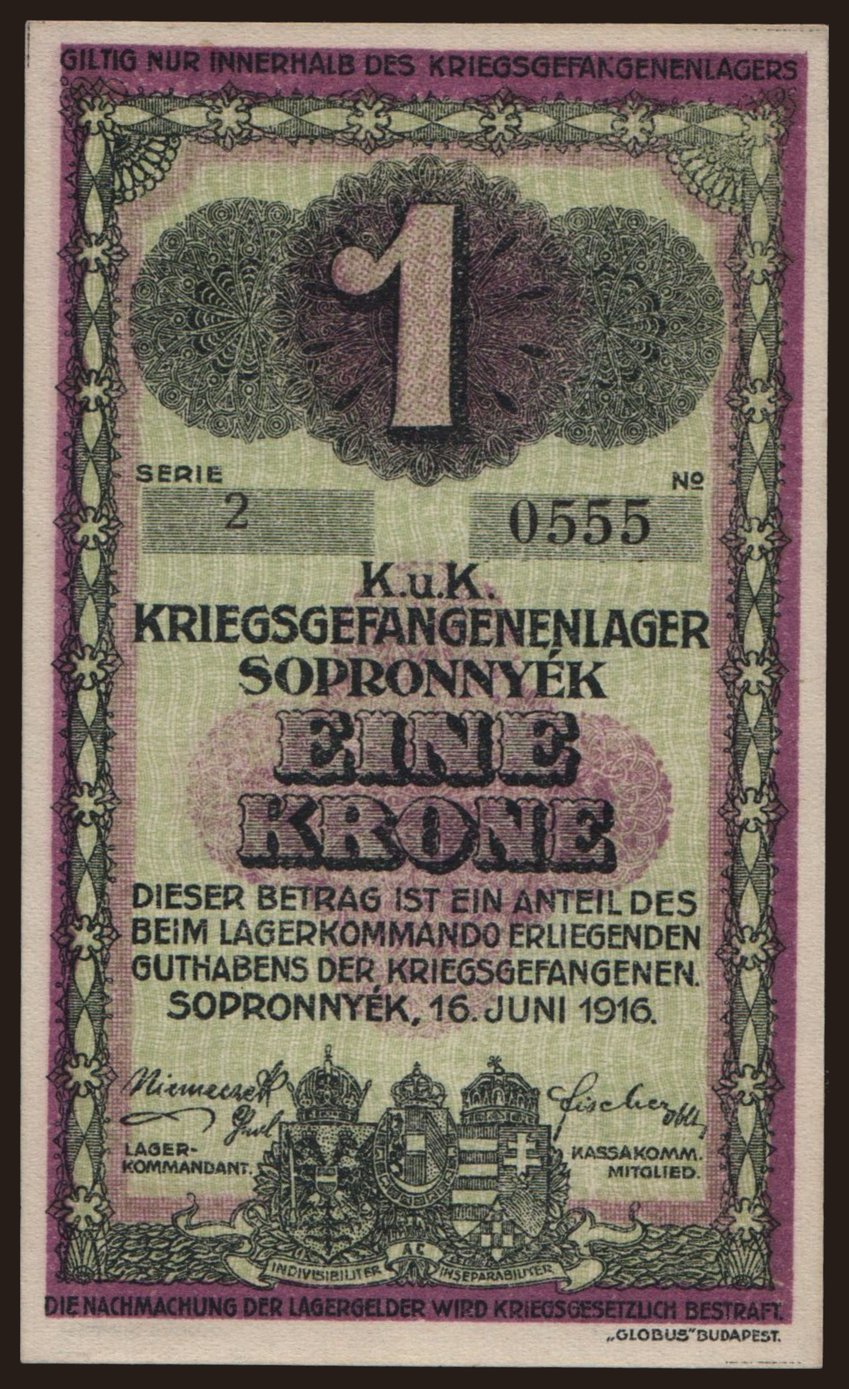 GILTIG NUR INNERHALB DES KRIEGSGEFANGENENLAGERS
1
SERIE No
2 0555
K.u.K.
KRIEGSGEFANGENENLAGER
SOPRONNYÉK
EINE
KRONE
DIESER BETRAG IST EIN ANTEIL DES
BEIM LAGERKOMMANDO ERLIEGENDEN
GUTHABENS DER KRIEGSGEFANGENEN.
SOPRONNYÉK, 16. JUNI 1916.
Fischer
LAGER-
KOMMANDANT.
KASSAKOMM.
MITGLIED.
INDIVISIBILITER AC INSEPARABILITER
DIE NACHMACHUNG DER LAGERGELDER WIRD KRIEGSGESETZLICH BESTRAFT.
„GLOBUS" BUDAPEST.